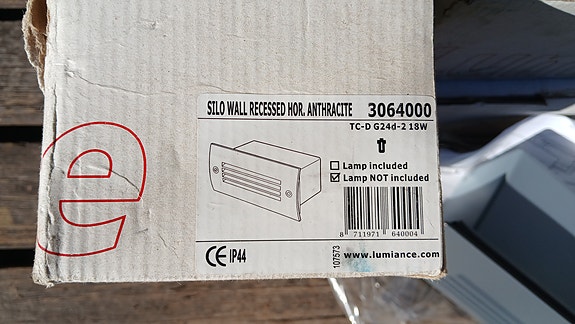 SILO WALL RECESSED HOR. ANTHRACITE 3064000
TC-D G24d-2 18W
Lamp included
Lamp NOT included
8 711971 640004
107573
CE IP44
www.lumiance.com
e